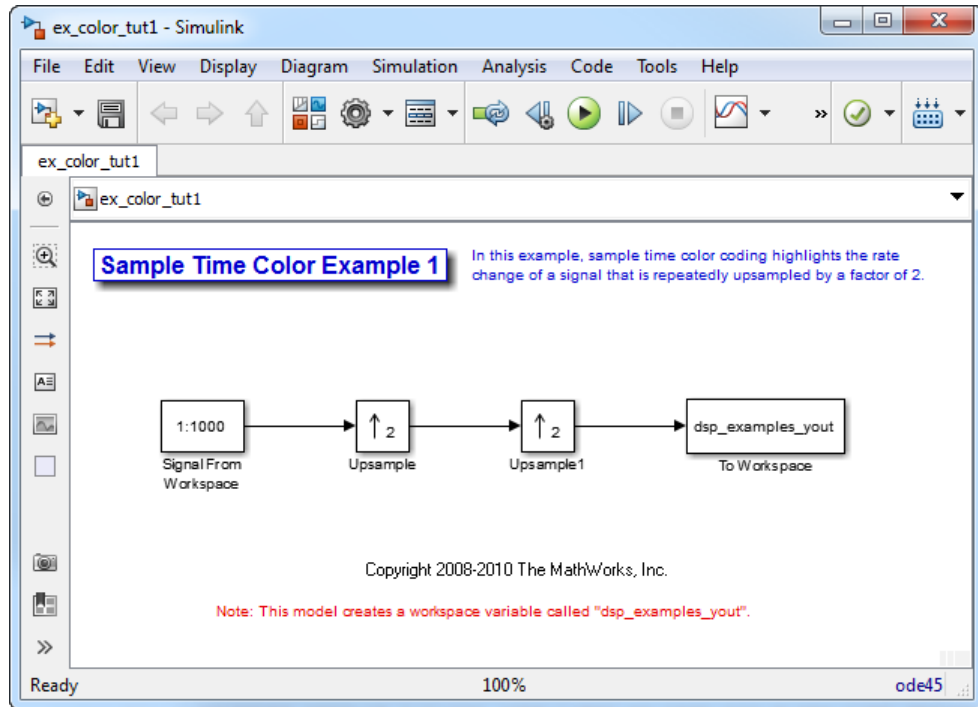 ex_color_tut1 - Simulink
File Edit View Display Diagram Simulation Analysis Code Tools Help
»
ex_color_tut1
ex_color_tut1
Sample Time Color Example 1
In this example, sample time color coding highlights the rate
change of a signal that is repeatedly upsampled by a factor of 2.
1:1000
↑ 2
↑ 2
dsp_examples_yout
Signal From
Workspace
Upsample
Upsample1
To Workspace
Copyright 2008-2010 The MathWorks, Inc.
Note: This model creates a workspace variable called "dsp_examples_yout".
»
Ready 100% ode45